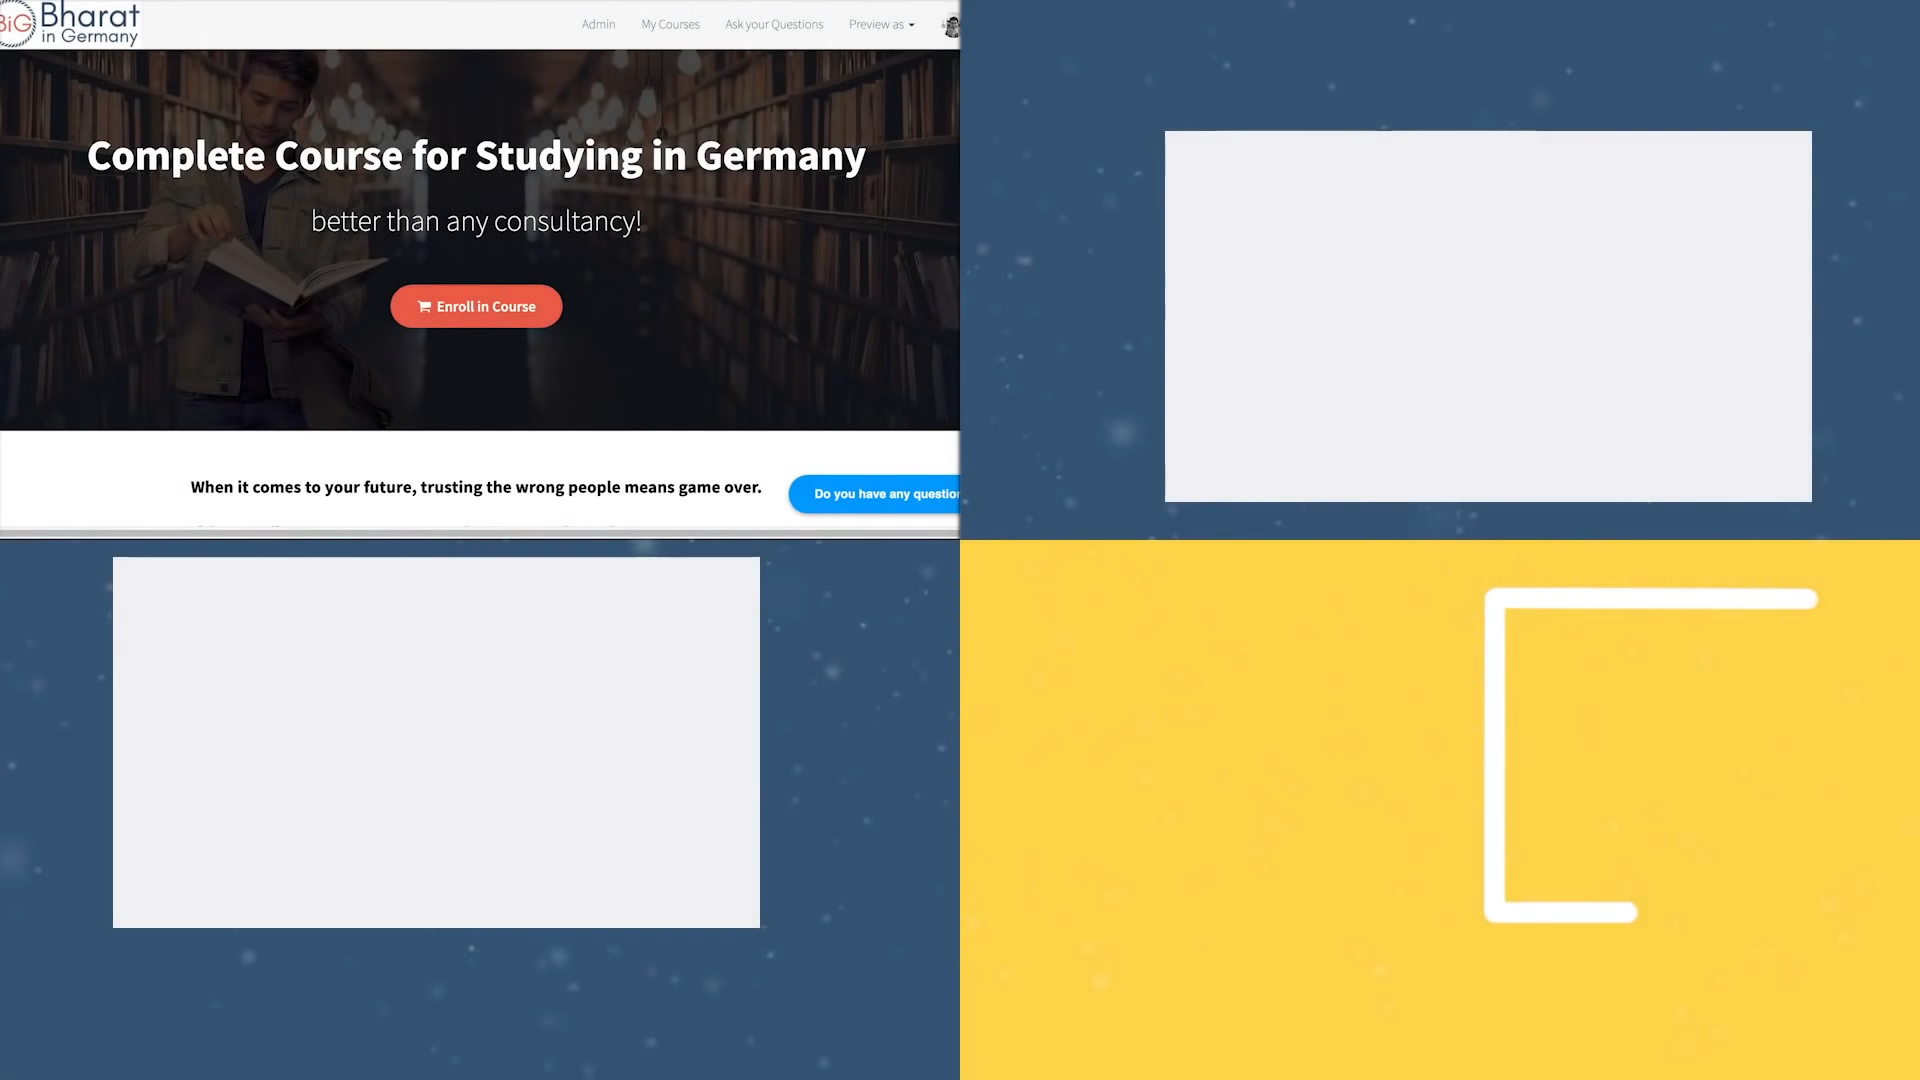 BiG Bharat
in Germany
Admin My Courses Ask your Questions Preview as
Complete Course for Studying in Germany
better than any consultancy!
Enroll in Course
When it comes to your future, trusting the wrong people means game over.
Do you have any question